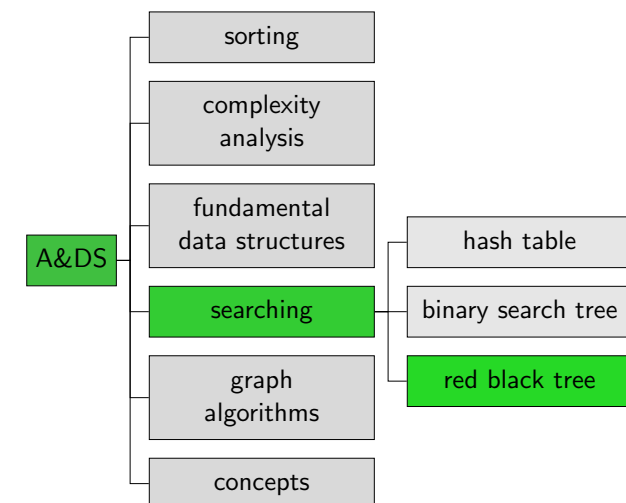 sorting
complexity
analysis
fundamental
data structures
A&DS
hash table
searching
binary search tree
red black tree
graph
algorithms
concepts